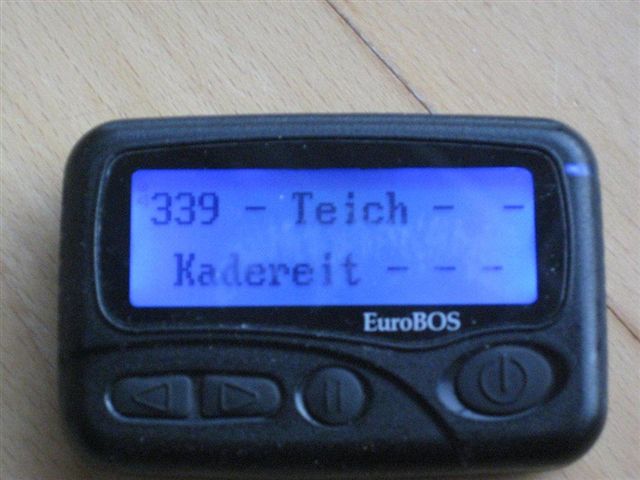 339 - Teich - -
Kadereit - - -
EuroBOS